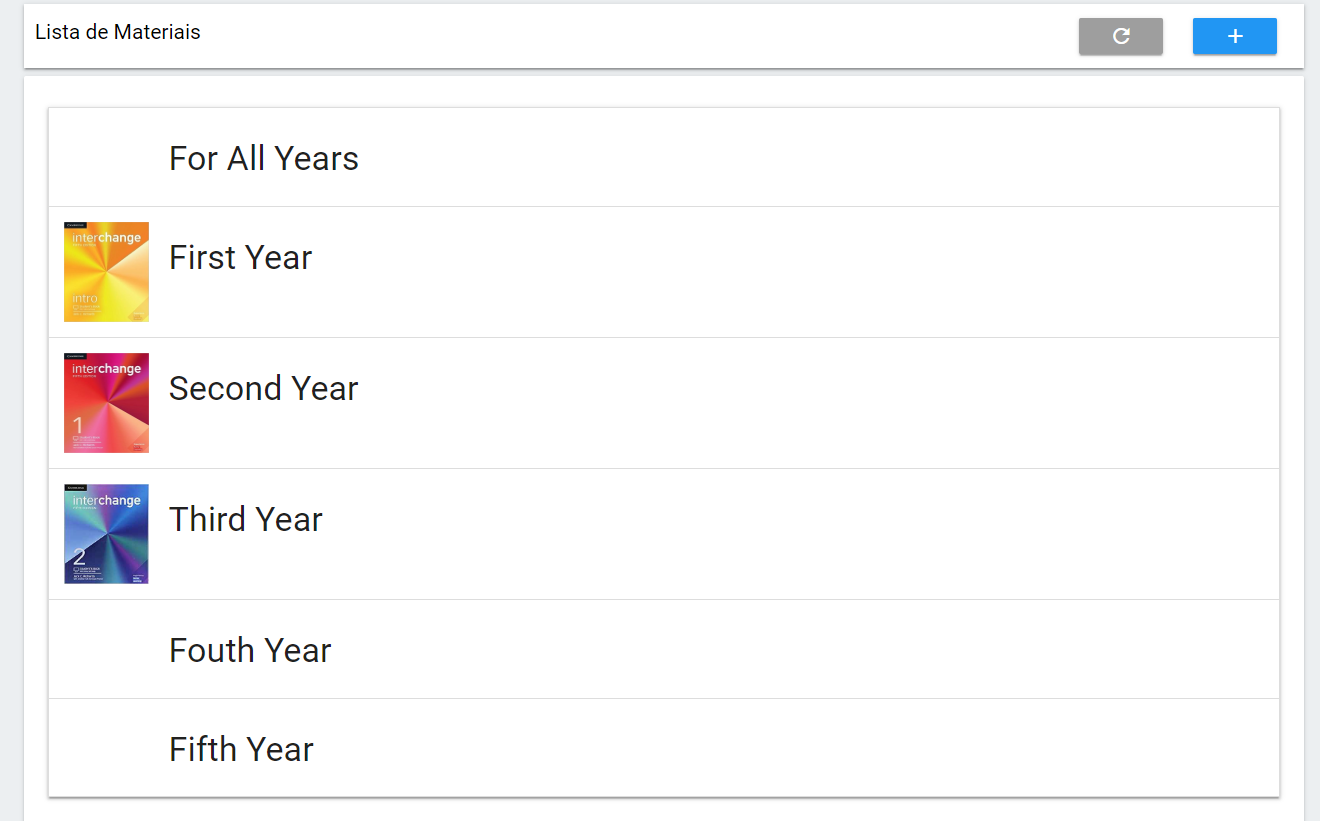 Lista de Materiais
For All Years
interchange
intro
First Year
interchange
1
Second Year
interchange
2
Third Year
Fouth Year
Fifth Year